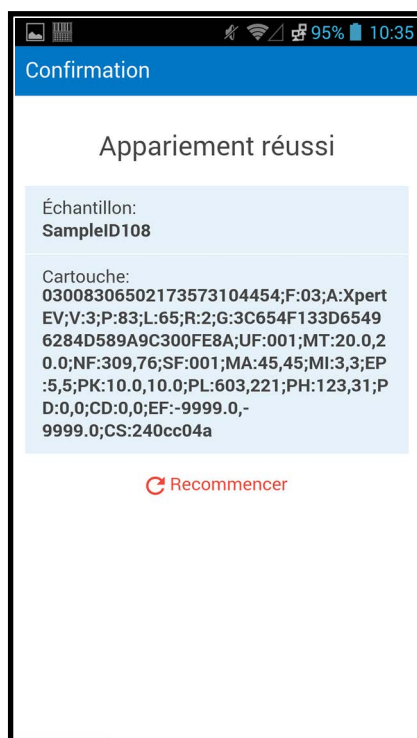 95% 10:35
Confirmation
Appariement réussi
Échantillon:
SampleID108
Cartouche:
03008306502173573104454;F:03;A:Xpert
EV;V:3;P:83;L:65;R:2;G:3C654F133D6549
6284D589A9C300FE8A;UF:001;MT:20.0,2
0.0;NF:309,76;SF:001;MA:45,45;MI:3,3;EP
:5,5;PK:10.0,10.0;PL:603,221;PH:123,31;P
D:0,0;CD:0,0;EF:-9999.0,-
9999.0;CS:240cc04a
Recommencer